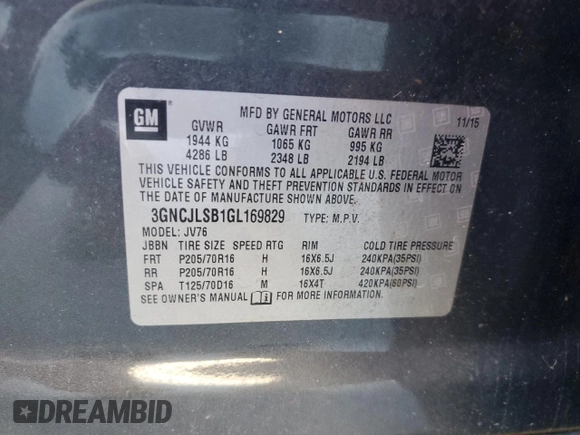 GM
MFD BY GENERAL MOTORS LLC 11/15
GVWR GAWR FRT GAWR RR
1944 KG 1065 KG 995 KG
4286 LB 2348 LB 2194 LB
THIS VEHICLE CONFORMS TO ALL APPLICABLE U.S. FEDERAL MOTOR
VEHICLE SAFETY AND THEFT PREVENTION STANDARDS IN EFFECT ON
THE DATE OF MANUFACTURE SHOWN ABOVE.
3GNCJLSB1GL169829 TYPE: M.P.V.
MODEL: JV76
JBBN TIRE SIZE SPEED RTG RIM COLD TIRE PRESSURE
FRT P205/70R16 H 16X6.5J 240KPA(35PSI)
RR P205/70R16 H 16X6.5J 240KPA(35PSI)
SPA T125/70D16 M 16X4T 420KPA(60PSI)
SEE OWNER'S MANUAL i FOR MORE INFORMATION.
DREAMBID